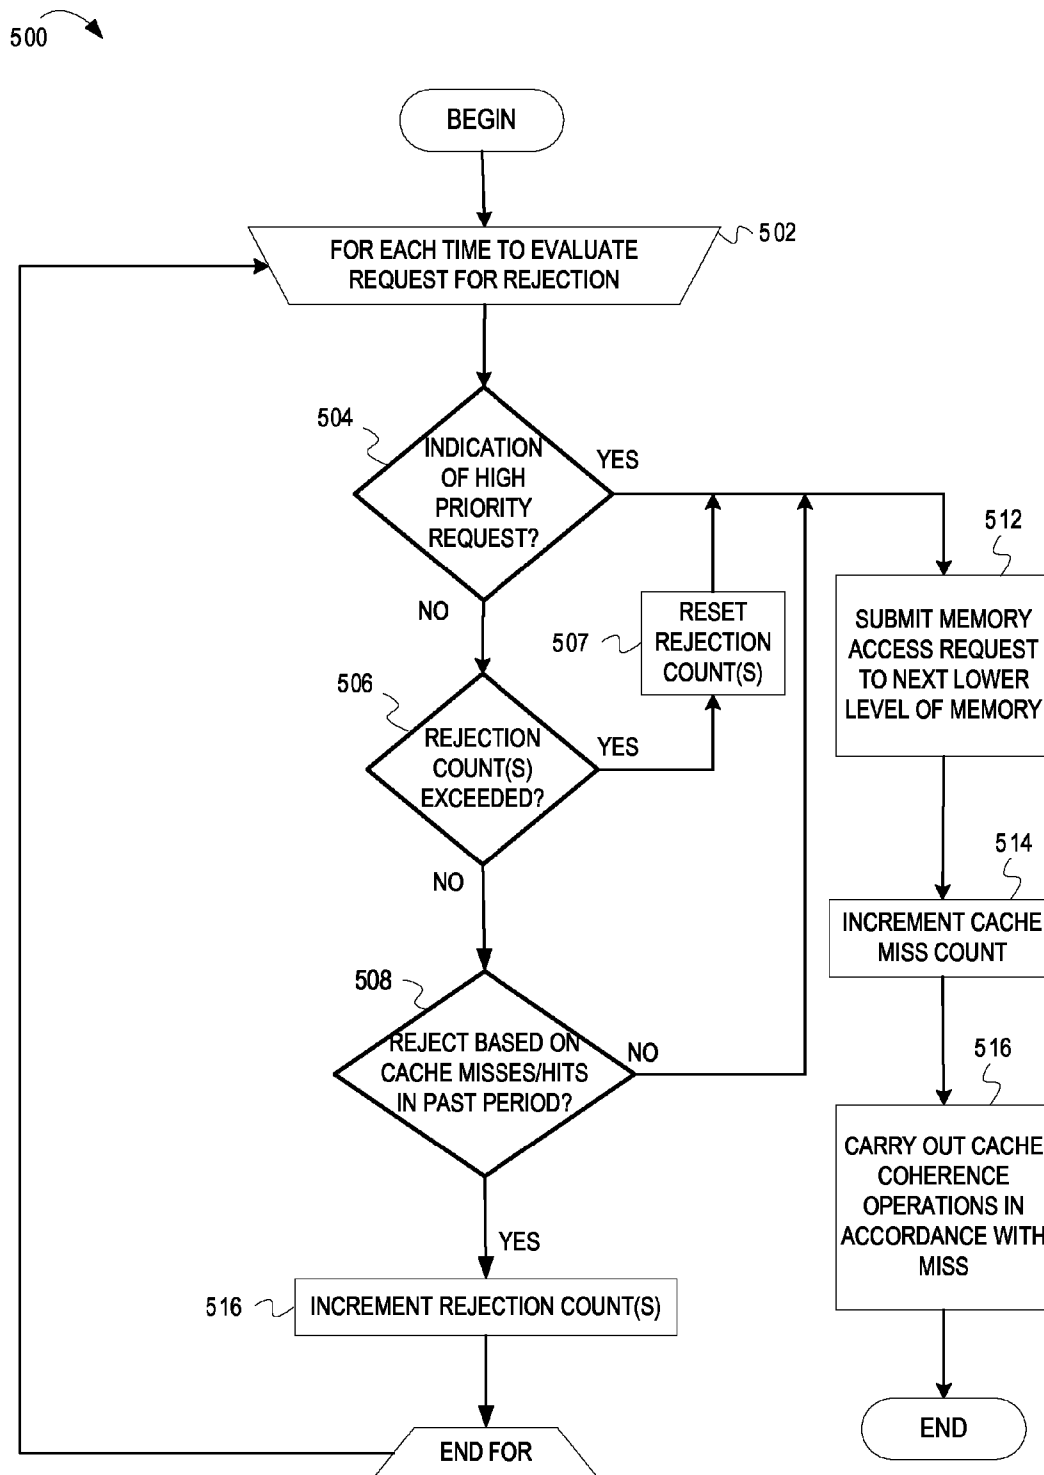 500
BEGIN
FOR EACH TIME TO EVALUATE
REQUEST FOR REJECTION
502
504
INDICATION
OF HIGH
PRIORITY
REQUEST?
YES
NO
506
REJECTION
COUNT(S)
EXCEEDED?
YES
NO
507
RESET
REJECTION
COUNT(S)
508
REJECT BASED ON
CACHE MISSES/HITS
IN PAST PERIOD?
NO
YES
516
INCREMENT REJECTION COUNT(S)
END FOR
512
SUBMIT MEMORY
ACCESS REQUEST
TO NEXT LOWER
LEVEL OF MEMORY
514
INCREMENT CACHE
MISS COUNT
516
CARRY OUT CACHE
COHERENCE
OPERATIONS IN
ACCORDANCE WITH
MISS
END